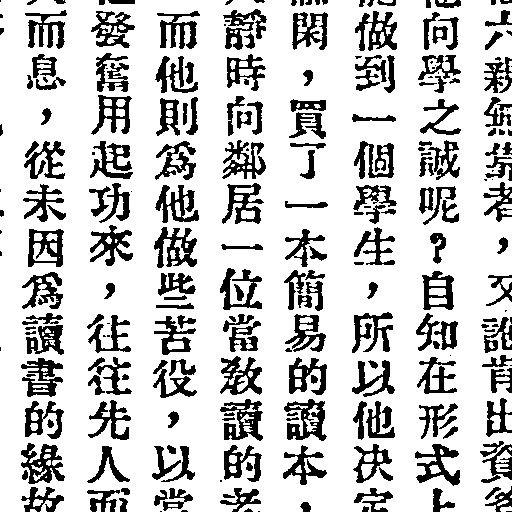 六親無靠者，又誰肯出資
向學之誠呢？自知在形式上
做到一個學生，所以他決定
閑，買了一本簡易的讀本，
靜時向鄰居一位當教讀的老
而他則為他做些苦役，以當
發奮用起功來，往往先人而
而息，從未因為讀書的緣故